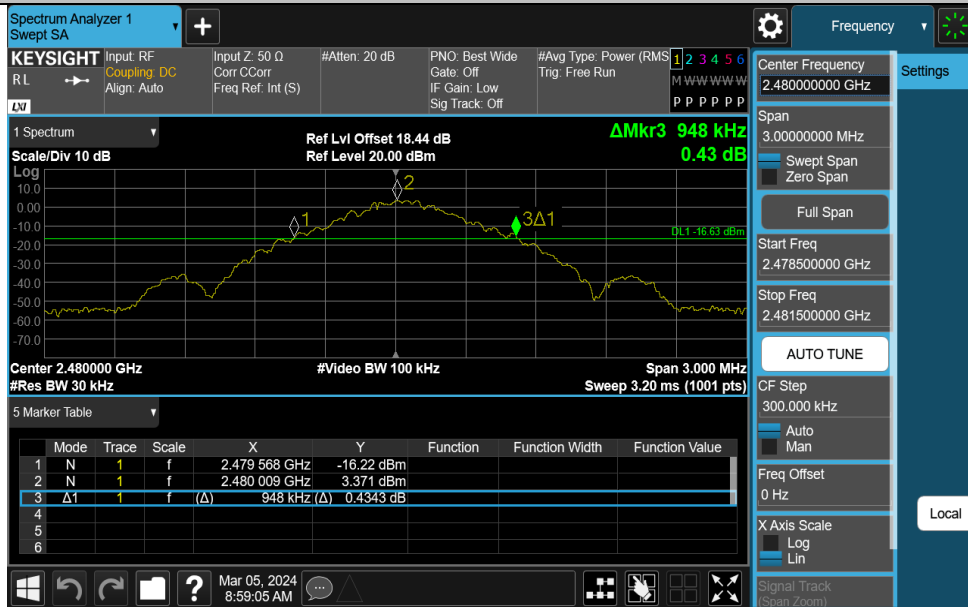 Spectrum Analyzer 1
Swept SA
Frequency
KEYSIGHT
RL
LXI
Input: RF
Coupling: DC
Align: Auto
Input Z: 50 Ω
Corr CCorr
Freq Ref: Int (S)
#Atten: 20 dB
PNO: Best Wide
Gate: Off
IF Gain: Low
Sig Track: Off
#Avg Type: Power (RMS
Trig: Free Run
1 2 3 4 5 6
M W W W W W
P P P P P P
1 Spectrum
Scale/Div 10 dB
Ref Lvl Offset 18.44 dB
Ref Level 20.00 dBm
ΔMkr3 948 kHz
0.43 dB
Log
10.0
0.00
-10.0
-20.0
-30.0
-40.0
-50.0
-60.0
-70.0
1
2
3Δ1
DL1 -16.63 dBm
Center 2.480000 GHz
#Video BW 100 kHz
Span 3.000 MHz
#Res BW 30 kHz
Sweep 3.20 ms (1001 pts)
5 Marker Table
Mode Trace Scale X Y Function Function Width Function Value
1 N 1 f 2.479 568 GHz -16.22 dBm
2 N 1 f 2.480 009 GHz 3.371 dBm
3 Δ1 1 f (Δ) 948 kHz (Δ) 0.4343 dB
4
5
6
Mar 05, 2024
8:59:05 AM
?
Center Frequency
2.480000000 GHz
Settings
Span
3.00000000 MHz
Swept Span
Zero Span
Full Span
Start Freq
2.478500000 GHz
Stop Freq
2.481500000 GHz
AUTO TUNE
CF Step
300.000 kHz
Auto
Man
Freq Offset
0 Hz
X Axis Scale
Log
Lin
Signal Track
(Span Zoom)
Local